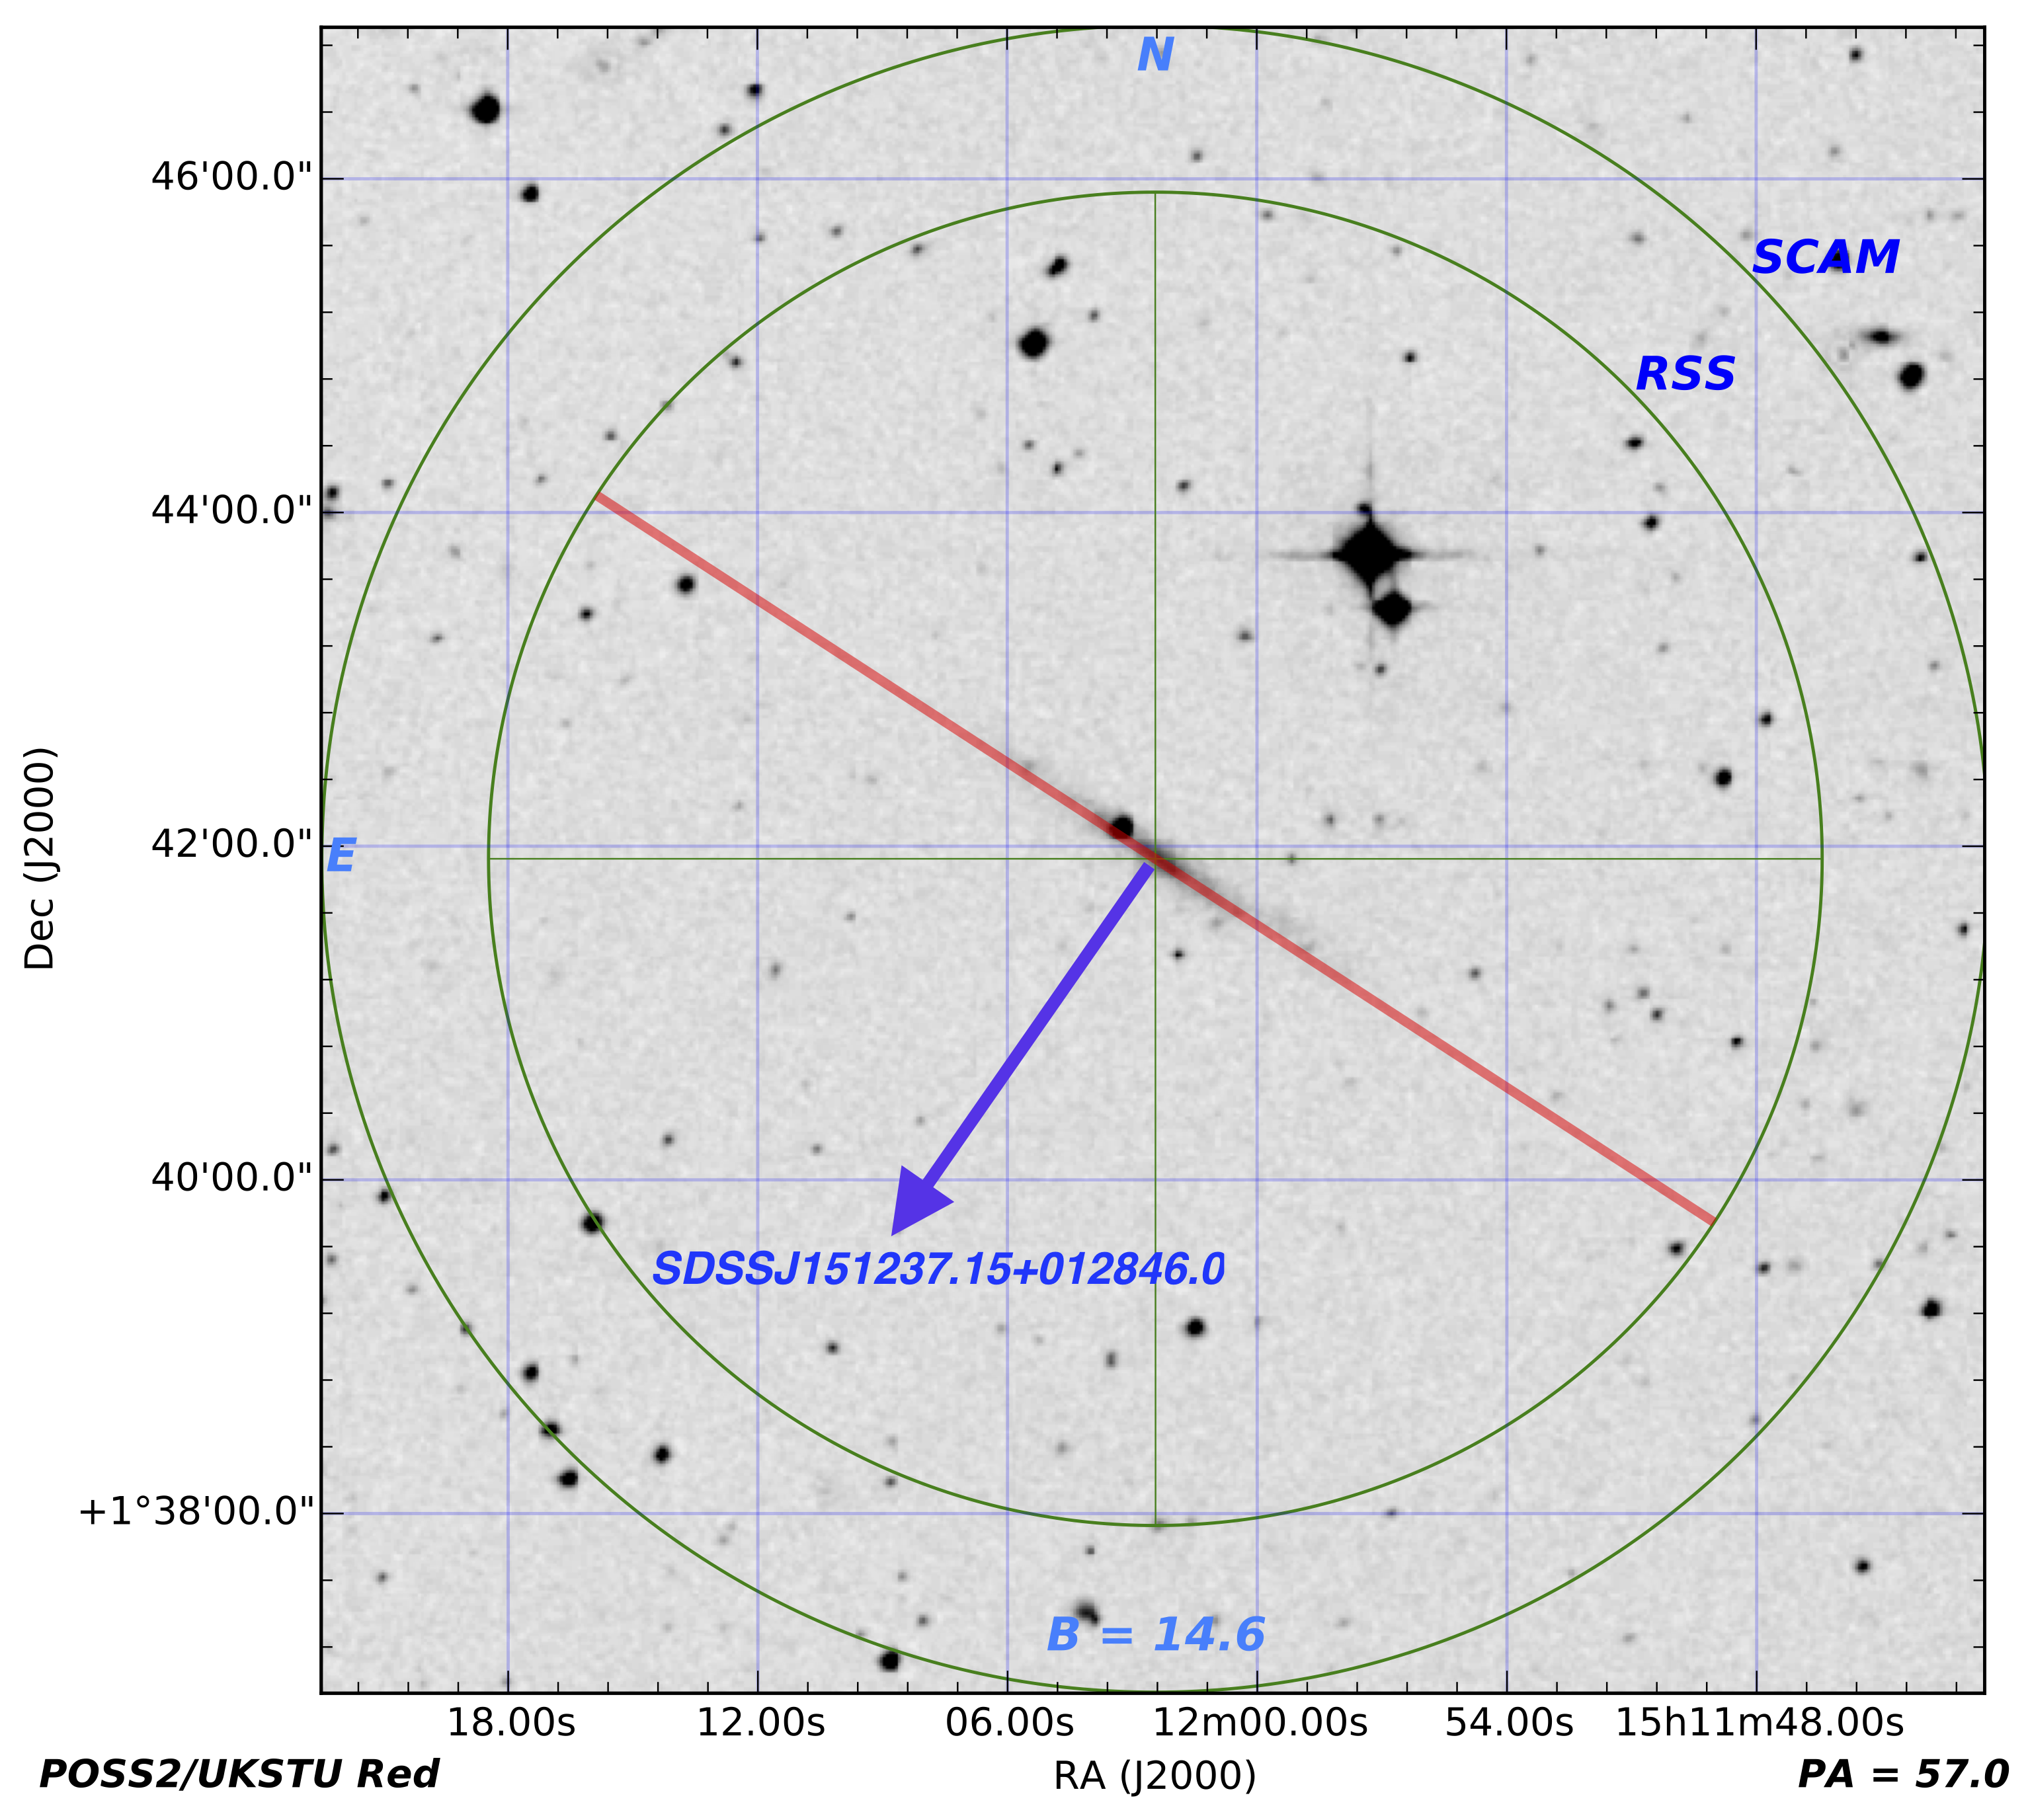 N
46'00.0"
SCAM
RSS
44'00.0"
E
42'00.0"
Dec (J2000)
40'00.0"
SDSSJ151237.15+012846.0
+1°38'00.0"
B = 14.6
18.00s
12.00s
06.00s
12m00.00s
54.00s
15h11m48.00s
POSS2/UKSTU Red
RA (J2000)
PA = 57.0